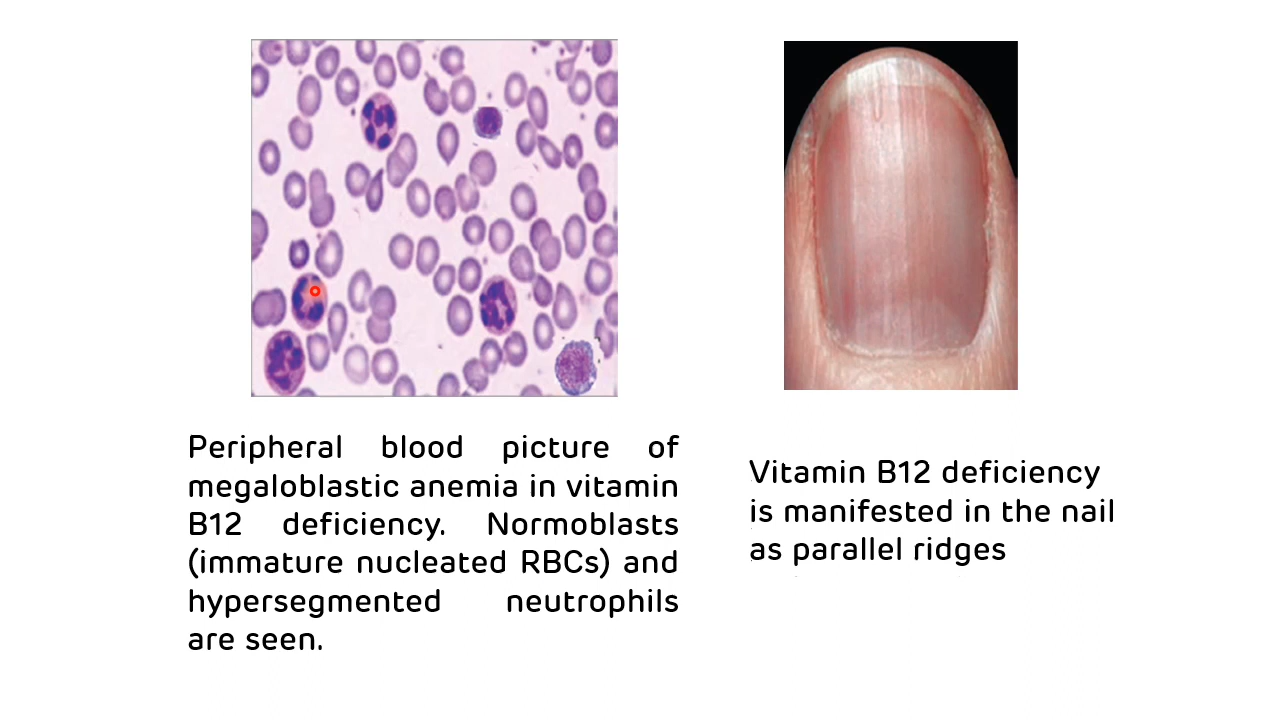 Peripheral blood picture of
megaloblastic anemia in vitamin
B12 deficiency. Normoblasts
(immature nucleated RBCs) and
hypersegmented neutrophils
are seen.
Vitamin B12 deficiency
is manifested in the nail
as parallel ridges